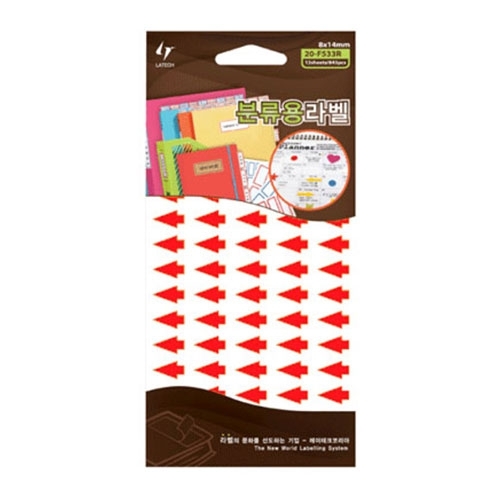 LATECH
8x14mm
20-F533R
분류용라벨
라벨의 문화를 선도하는 기업 - 레이테크코리아
The New World Labelling System